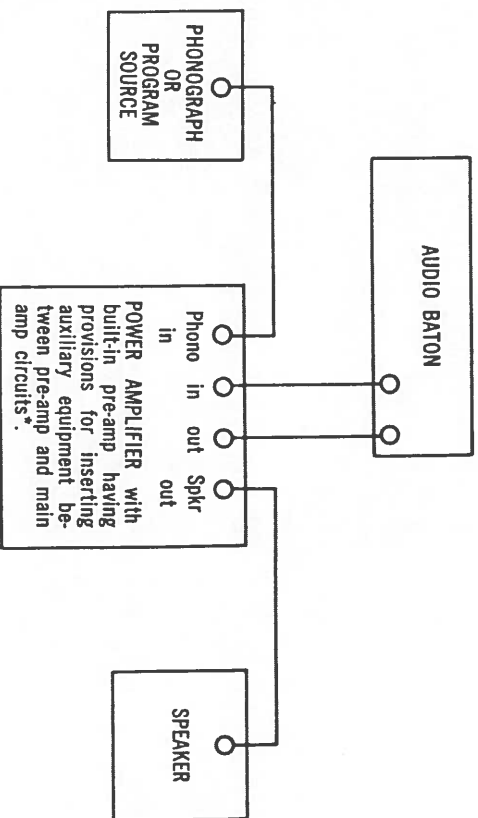 AUDIO BATON
PHONOGRAPH
OR
PROGRAM
SOURCE
Phono in out Spkr
in out
POWER AMPLIFIER with
built-in pre-amp having
provisions for inserting
auxiliary equipment be-
tween pre-amp and main
amp circuits*.
SPEAKER